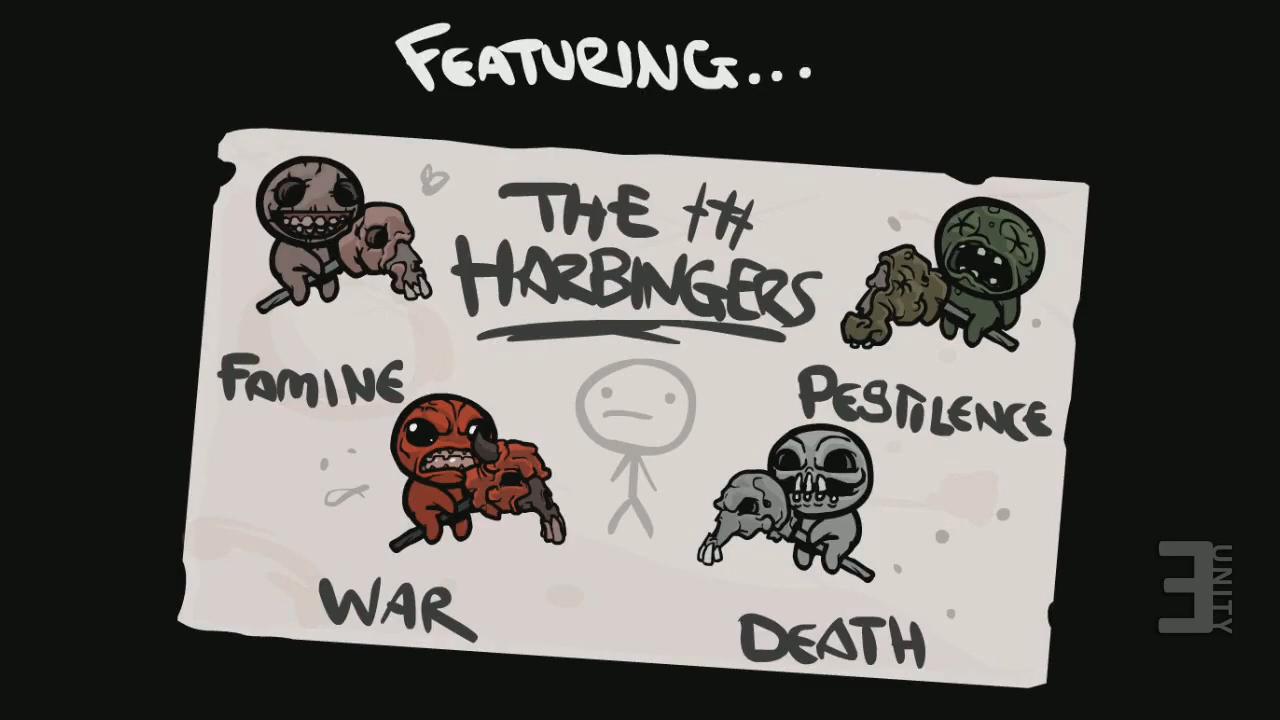 FEATURING...
THE
HARBINGERS
FAMINE
PESTILENCE
WAR
DEATH
UNITY